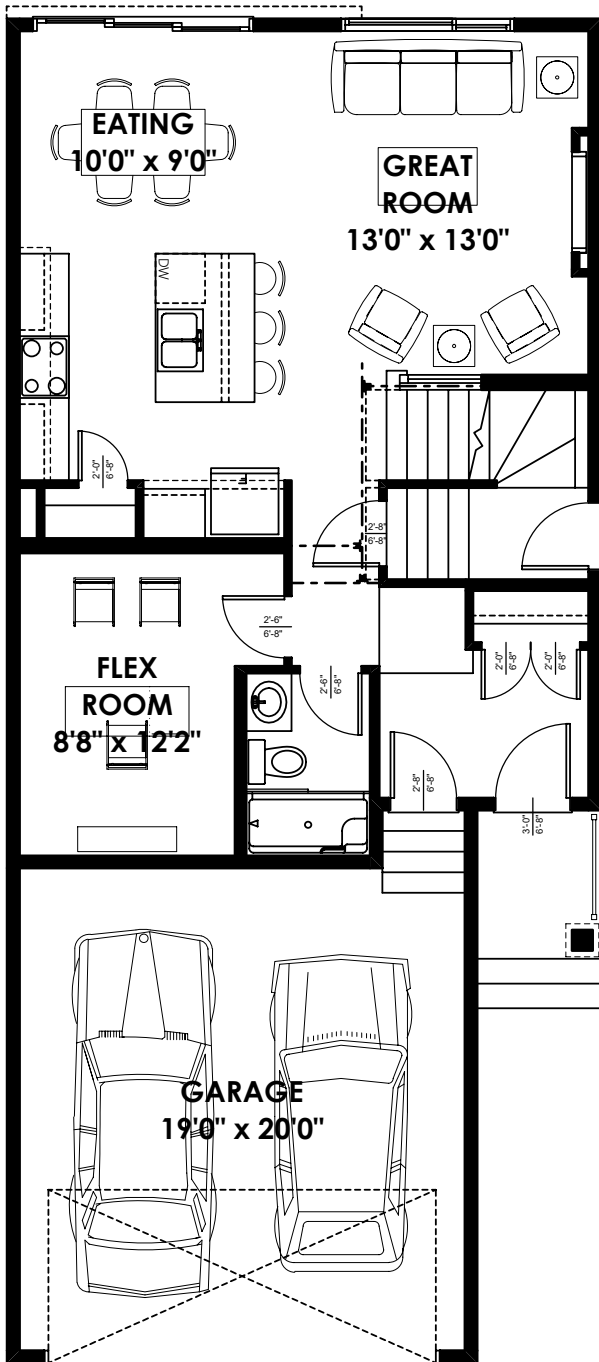 EATING
10'0" x 9'0"
GREAT
ROOM
13'0" x 13'0"
DW
2'-0"
6'-8"
F
2'-8"
6'-8"
2'-6"
6'-8"
2'-6"
6'-8"
2'-0"
6'-8"
2'-0"
6'-8"
FLEX
ROOM
8'8" x 12'2"
2'-8"
6'-8"
3'-0"
6'-8"
GARAGE
19'0" x 20'0"